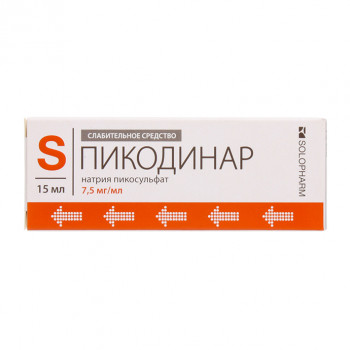 СЛАБИТЕЛЬНОЕ СРЕДСТВО
S
ПИКОДИНАР
15 мл
натрия пикосульфат
7,5 мг/мл
SOLOPHARM